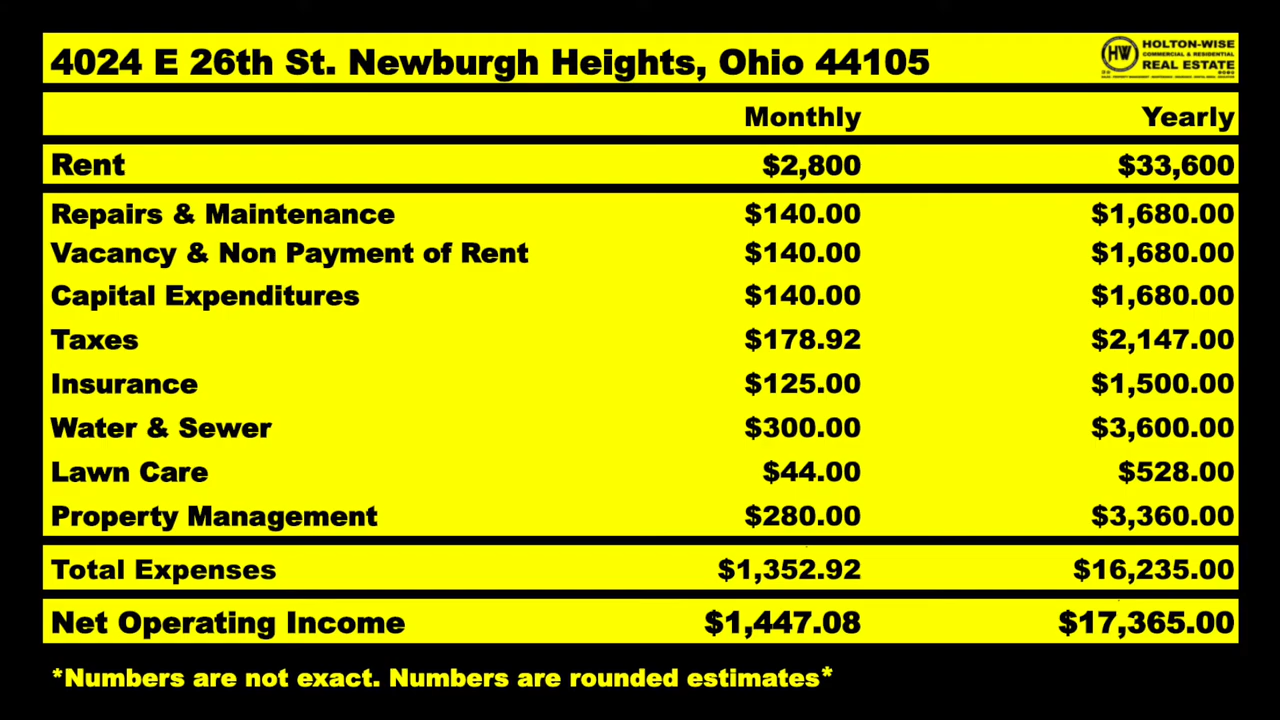 4024 E 26th St. Newburgh Heights, Ohio 44105
HW
HOLTON-WISE
COMMERCIAL & RESIDENTIAL
REAL ESTATE
Monthly Yearly
Rent $2,800 $33,600
Repairs & Maintenance $140.00 $1,680.00
Vacancy & Non Payment of Rent $140.00 $1,680.00
Capital Expenditures $140.00 $1,680.00
Taxes $178.92 $2,147.00
Insurance $125.00 $1,500.00
Water & Sewer $300.00 $3,600.00
Lawn Care $44.00 $528.00
Property Management $280.00 $3,360.00
Total Expenses $1,352.92 $16,235.00
Net Operating Income $1,447.08 $17,365.00
*Numbers are not exact. Numbers are rounded estimates*